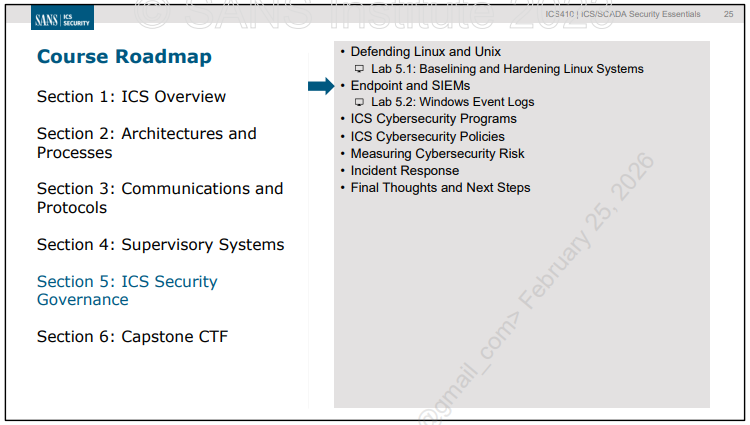 © SANS Institute 2026
SANS ICS SECURITY
ICS410 | ICS/SCADA Security Essentials 25
Course Roadmap
Section 1: ICS Overview
Section 2: Architectures and
Processes
Section 3: Communications and
Protocols
Section 4: Supervisory Systems
Section 5: ICS Security
Governance
Section 6: Capstone CTF
• Defending Linux and Unix
Lab 5.1: Baselining and Hardening Linux Systems
• Endpoint and SIEMs
Lab 5.2: Windows Event Logs
• ICS Cybersecurity Programs
• ICS Cybersecurity Policies
• Measuring Cybersecurity Risk
• Incident Response
• Final Thoughts and Next Steps
@gmail_com> February 25, 2026